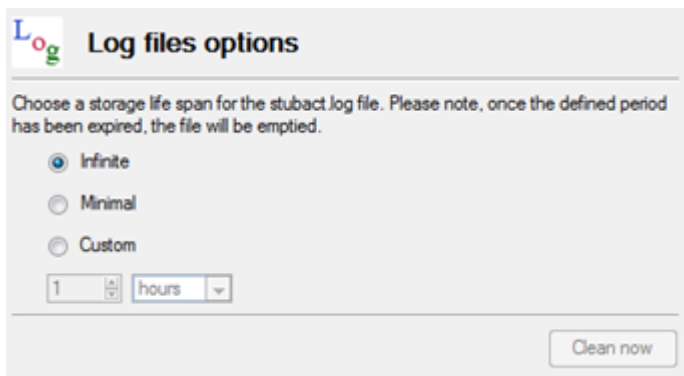 Log
Log files options
Choose a storage life span for the stubact.log file. Please note, once the defined period
has been expired, the file will be emptied.
Infinite
Minimal
Custom
1 hours
Clean now